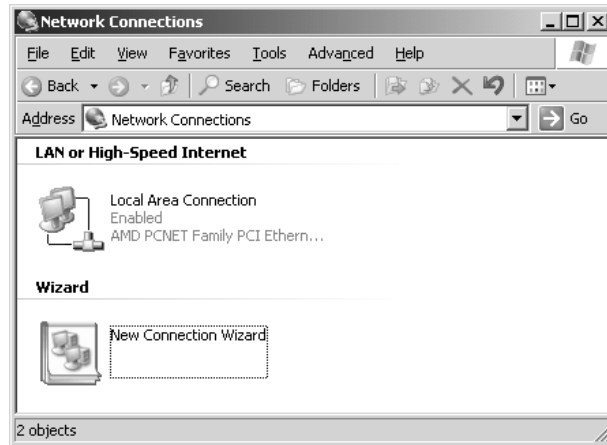 Network Connections
File Edit View Favorites Tools Advanced Help
Back Search Folders
Address Network Connections Go
LAN or High-Speed Internet
Local Area Connection
Enabled
AMD PCNET Family PCI Ethern...
Wizard
New Connection Wizard
2 objects